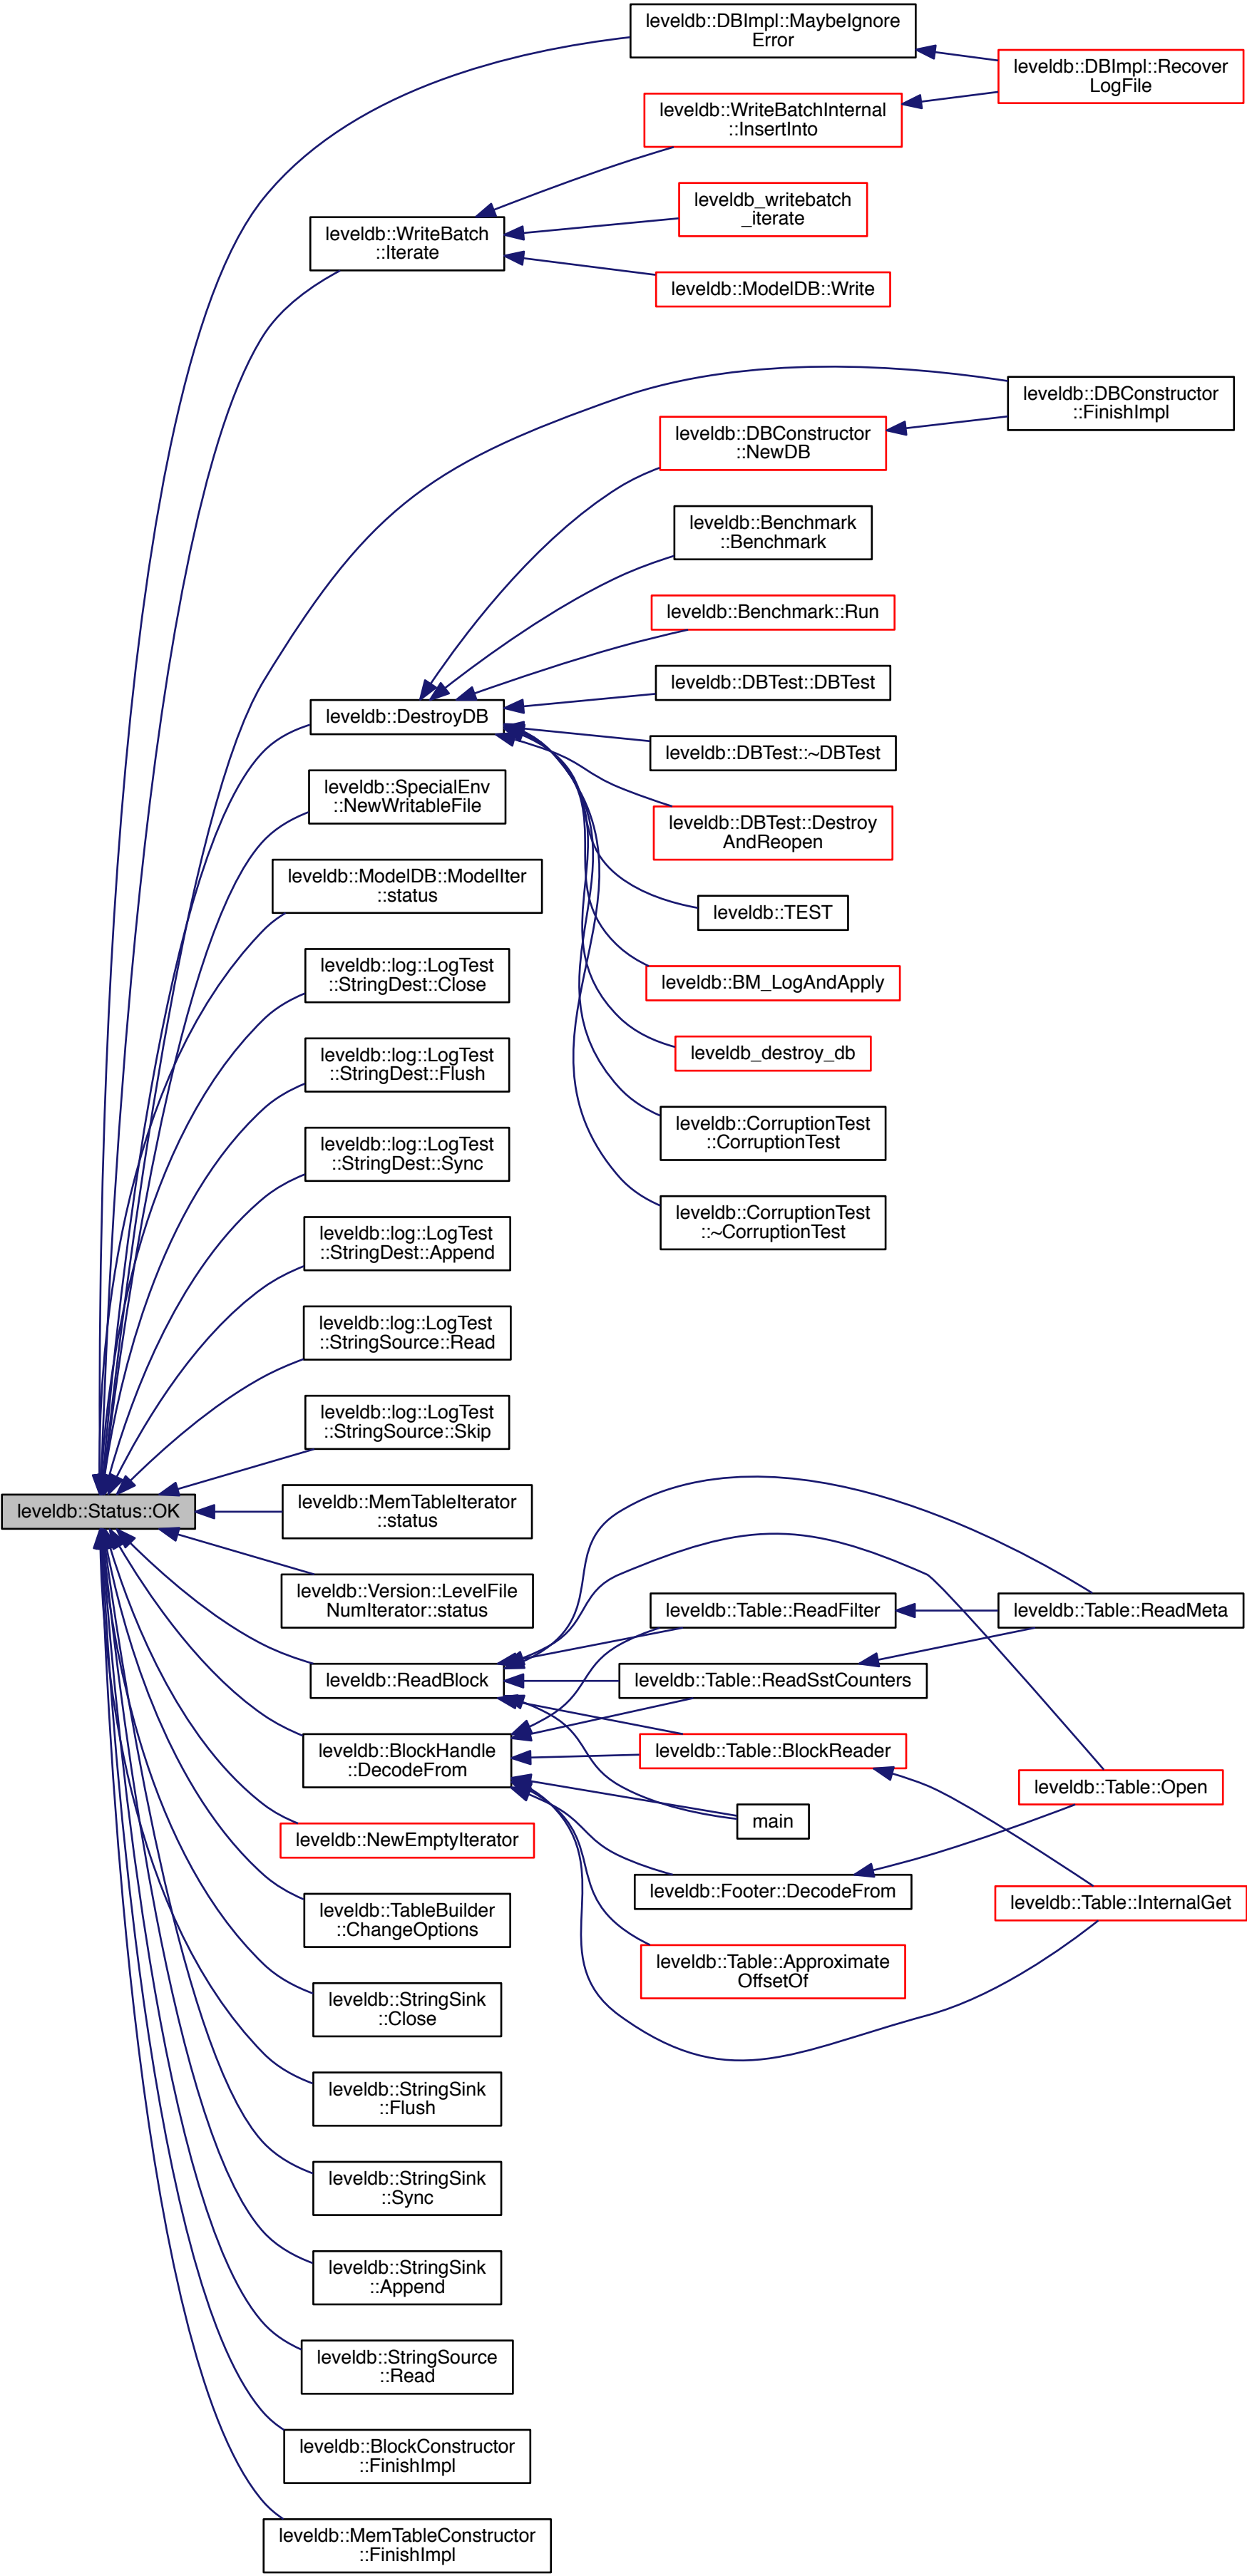 leveldb::DBImpl::MaybeIgnore
Error
leveldb::DBImpl::Recover
LogFile
leveldb::WriteBatchInternal
::InsertInto
leveldb_writebatch
_iterate
leveldb::WriteBatch
::Iterate
leveldb::ModelDB::Write
leveldb::DBConstructor
::FinishImpl
leveldb::DBConstructor
::NewDB
leveldb::Benchmark
::Benchmark
leveldb::Benchmark::Run
leveldb::DBTest::DBTest
leveldb::DestroyDB
leveldb::DBTest::~DBTest
leveldb::SpecialEnv
::NewWritableFile
leveldb::DBTest::Destroy
AndReopen
leveldb::ModelDB::ModelIter
::status
leveldb::TEST
leveldb::log::LogTest
::StringDest::Close
leveldb::BM_LogAndApply
leveldb::log::LogTest
::StringDest::Flush
leveldb_destroy_db
leveldb::log::LogTest
::StringDest::Sync
leveldb::CorruptionTest
::CorruptionTest
leveldb::log::LogTest
::StringDest::Append
leveldb::CorruptionTest
::~CorruptionTest
leveldb::log::LogTest
::StringSource::Read
leveldb::log::LogTest
::StringSource::Skip
leveldb::Status::OK
leveldb::MemTableIterator
::status
leveldb::Version::LevelFile
NumIterator::status
leveldb::Table::ReadFilter
leveldb::Table::ReadMeta
leveldb::ReadBlock
leveldb::Table::ReadSstCounters
leveldb::BlockHandle
::DecodeFrom
leveldb::Table::BlockReader
leveldb::Table::Open
main
leveldb::NewEmptyIterator
leveldb::Footer::DecodeFrom
leveldb::Table::InternalGet
leveldb::TableBuilder
::ChangeOptions
leveldb::Table::Approximate
OffsetOf
leveldb::StringSink
::Close
leveldb::StringSink
::Flush
leveldb::StringSink
::Sync
leveldb::StringSink
::Append
leveldb::StringSource
::Read
leveldb::BlockConstructor
::FinishImpl
leveldb::MemTableConstructor
::FinishImpl